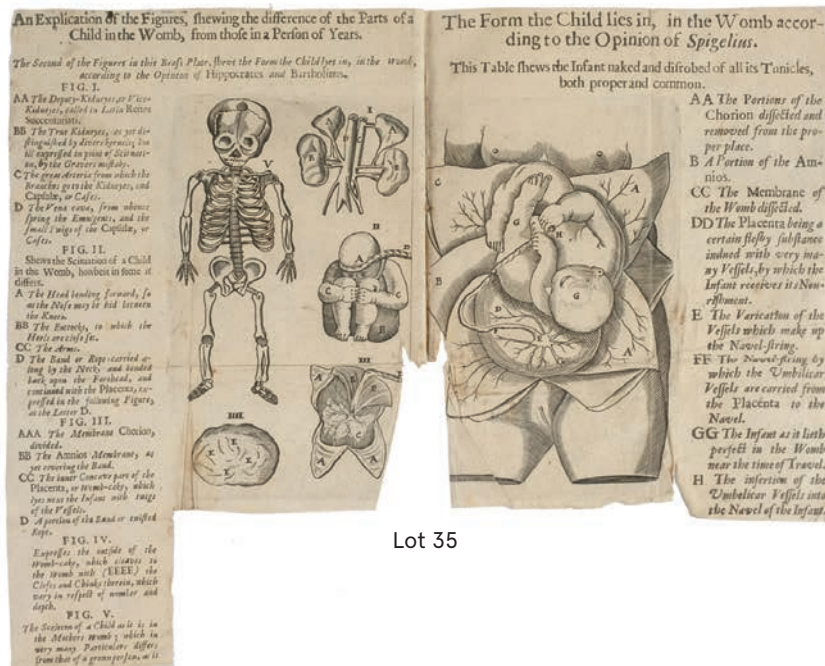 An Explication of the Figures, shewing the difference of the Parts of a
Child in the Womb, from those in a Person of Years.
The Second of the Figures in this Brass Plate, shews the Form the Child lyes in, in the Womb,
according to the Opinion of Hippocrates and Bartholinus.
FIG. I.
AA The Deputy-Kidneyes, or Vice-
Kidneyes, called in Latin Renes
Succenturiati.
BB The True Kidneyes, as yet di-
stinguished by divers kernels; but
ill expressed in point of Scituati-
on, by the Gravers mistake.
C The great Arteria from which the
Branches go to the Kidneyes, and
Capsulæ, or Cases.
D The Vena cava, from whence
spring the Emulgents, and the
small Twigs of the Capsulæ, or
Cases.
FIG. II.
Shews the Scituation of a Child
in the Womb, howbeit in some it
differs.
A The Head bending forward, so
as the Nose may be hid between
the Knees.
BB The Buttocks, to which the
Heels are close set.
CC The Arms.
D The Band or Rope carried a-
long by the Neck, and bended
back upon the Forehead, and
continued with the Placenta, ex-
pressed in the following Figure,
at the Letter D.
FIG. III.
AAA The Membrane Chorion,
divided.
BB The Amnios Membrane, as
yet covering the Band.
CC The inner Concave part of the
Placenta, or Womb-cake, which
lyes next the Infant with twigs
of the Vessels.
D A portion of the Band or twisted
Rope.
FIG. IV.
Expresses the outside of the
Womb-cake, which cleaves to
the Womb with (EEEE) the
Clefts and Chinks therein, which
vary in respect of number and
depth.
FIG. V.
The Sceleton of a Child as it is in
the Mothers Womb; which in
very many Particulars differs
from that of a grown person, as it
I
A
A
B
B
C
D
V
II
A
D
C
C
B
III
A
B
B
C
A
A
IIII
E
E
E
E
The Form the Child lies in, in the Womb accor-
ding to the Opinion of Spigelius.
This Table shews the Infant naked and disrobed of all its Tunicles,
both proper and common.
C
A
G
H
B
D
G
F
E
A
A A The Portions of the
Chorion dissected and
removed from the pro-
per place.
B A Portion of the Am-
nios.
CC The Membrane of
the Womb dissected.
DD The Placenta being a
certain fleshy substance
indued with very ma-
ny Vessels, by which the
Infant receives its Nou-
rishment.
E The Varication of the
Vessels which make up
the Navel-string.
FF The Navel-string by
which the Umbilicar
Vessels are carried from
the Placenta to the
Navel.
GG The Infant as it lieth
perfect in the Womb
near the time of Travel.
H The insertion of the
Umbelicar Vessels into
the Navel of the Infant.
Lot 35